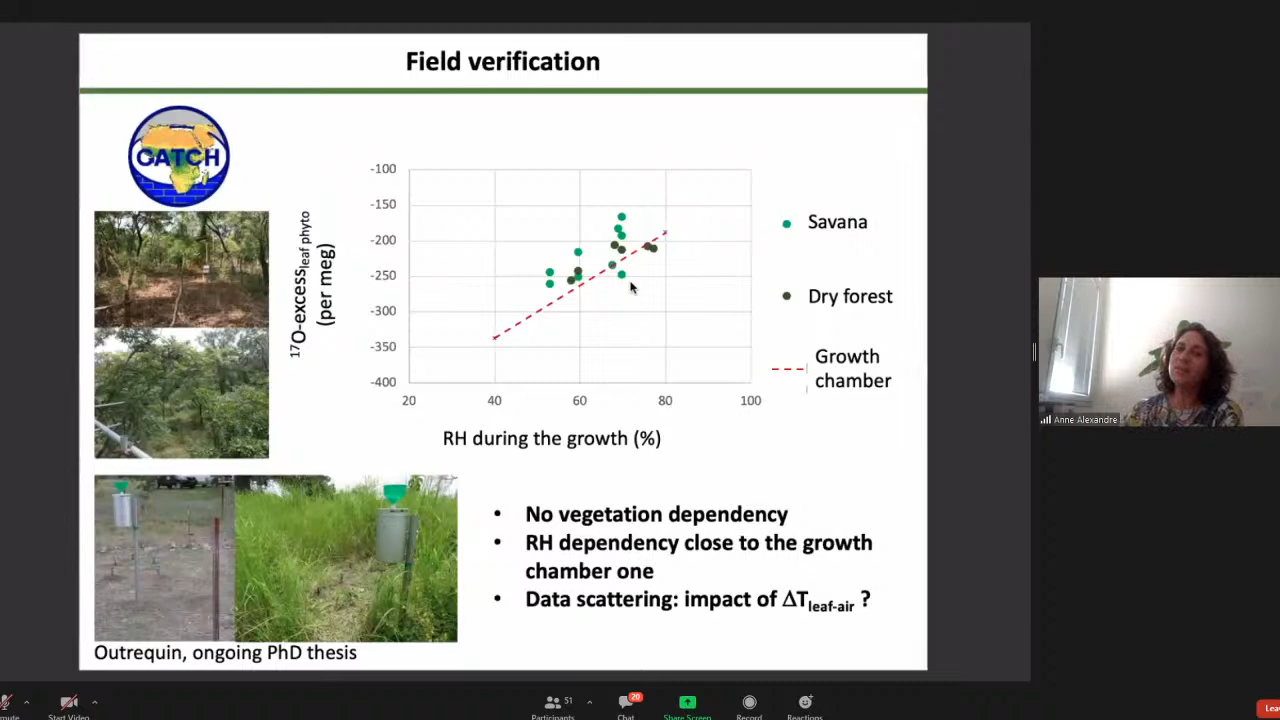 Field verification
CATCH
-100
-150
-200
-250
-300
-350
-400
20 40 60 80 100
17O-excessleaf phyto
(per meg)
RH during the growth (%)
Savana
Dry forest
Growth
chamber
• No vegetation dependency
• RH dependency close to the growth
chamber one
• Data scattering: impact of ΔTleaf-air ?
Outrequin, ongoing PhD thesis
Anne Alexandre
51
20
Start Video
Participants
Chat
Share Screen
Record
Reactions